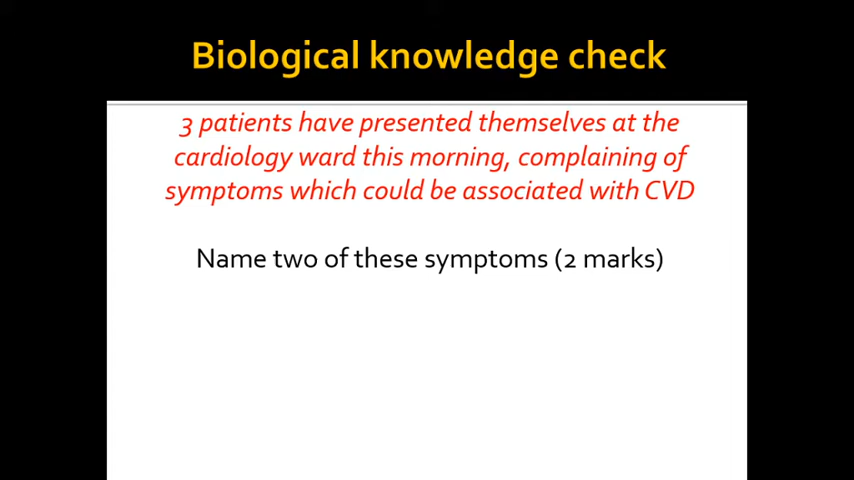 Biological knowledge check
3 patients have presented themselves at the
cardiology ward this morning, complaining of
symptoms which could be associated with CVD
Name two of these symptoms (2 marks)